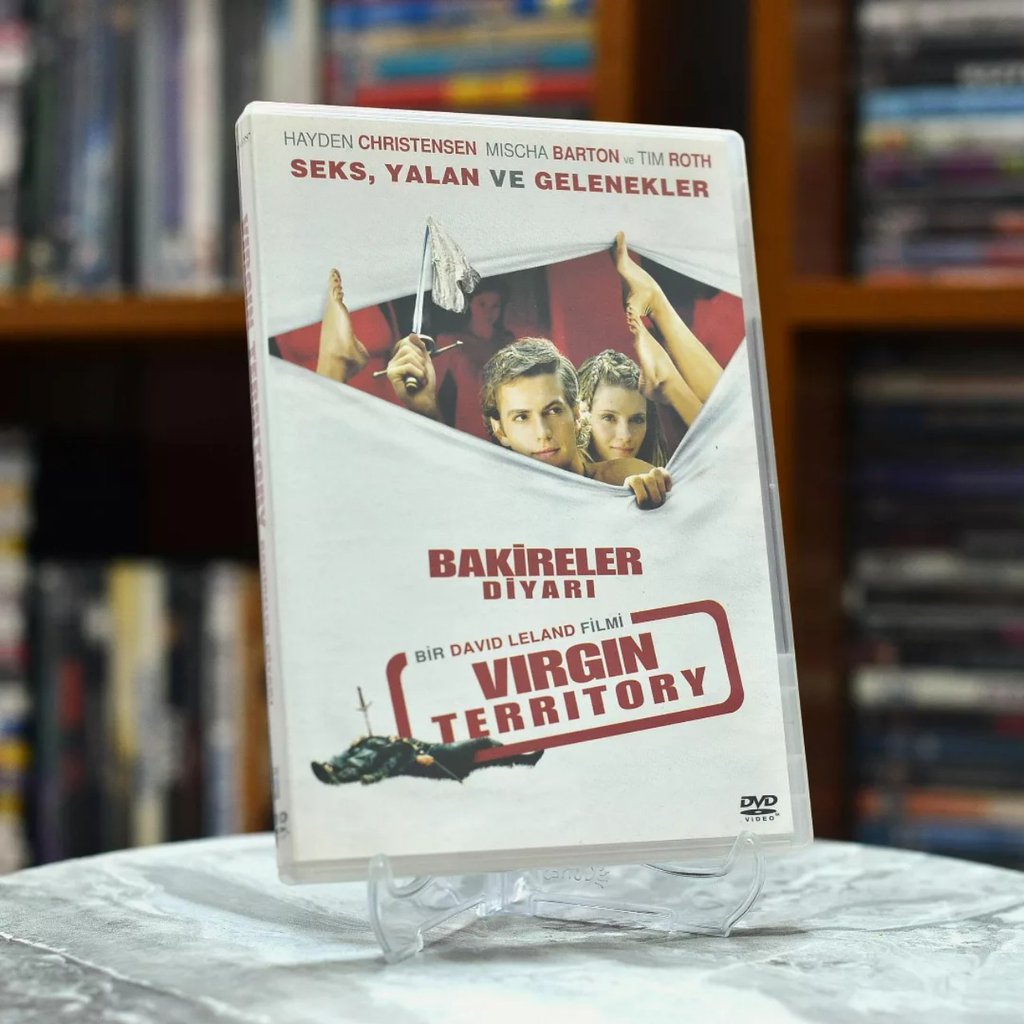 HAYDEN CHRISTENSEN MISCHA BARTON ve TIM ROTH
SEKS, YALAN VE GELENEKLER
BAKİRELER
DİYARI
BİR DAVID LELAND FİLMİ
VIRGIN
TERRITORY
DVD
VIDEO